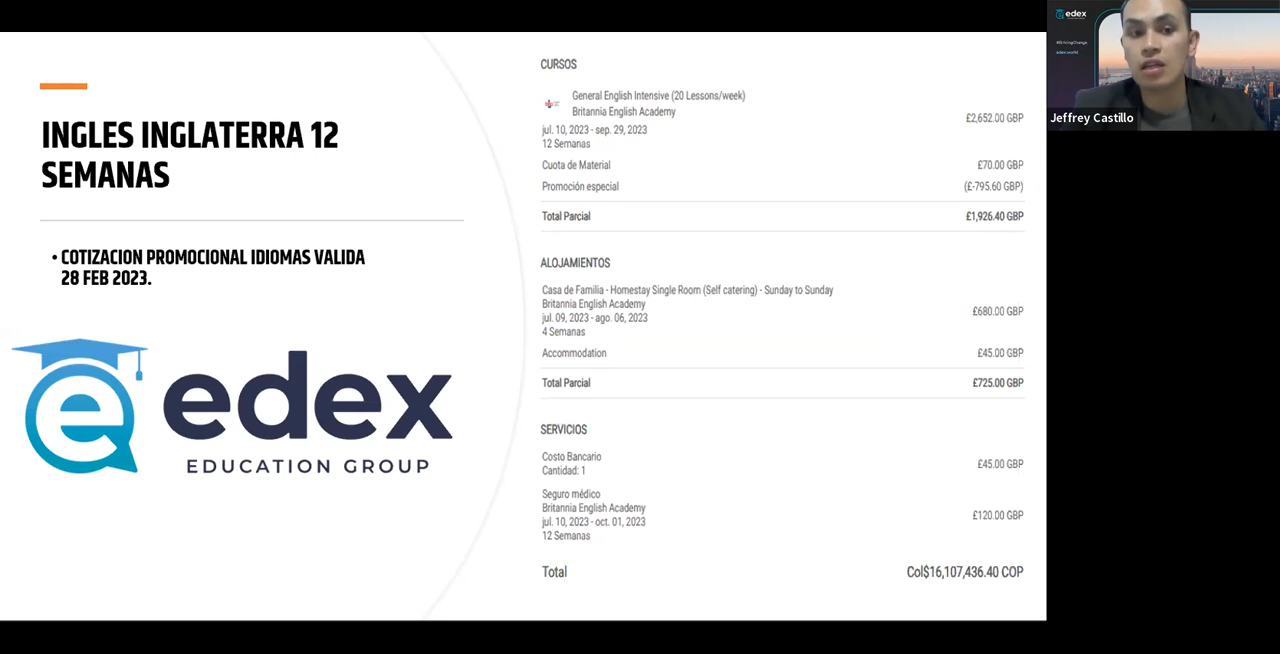 INGLES INGLATERRA 12
SEMANAS
• COTIZACION PROMOCIONAL IDIOMAS VALIDA
28 FEB 2023.
edex
EDUCATION GROUP
CURSOS
General English Intensive (20 Lessons/week)
Britannia English Academy
jul. 10, 2023 - sep. 29, 2023
12 Semanas
£2,652.00 GBP
Cuota de Material £70.00 GBP
Promoción especial (£-795.60 GBP)
Total Parcial £1,926.40 GBP
ALOJAMIENTOS
Casa de Familia - Homestay Single Room (Self catering) - Sunday to Sunday
Britannia English Academy
jul. 09, 2023 - ago. 06, 2023
4 Semanas
£680.00 GBP
Accommodation £45.00 GBP
Total Parcial £725.00 GBP
SERVICIOS
Costo Bancario
Cantidad: 1
£45.00 GBP
Seguro médico
Britannia English Academy
jul. 10, 2023 - oct. 01, 2023
12 Semanas
£120.00 GBP
Total Col$16,107,436.40 COP
edex
edex.world
Jeffrey Castillo